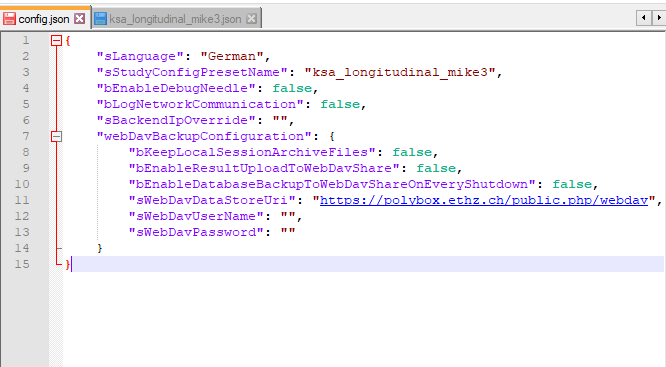 config.json
ksa_longitudinal_mike3.json
1 {
2 "sLanguage": "German",
3 "sStudyConfigPresetName": "ksa_longitudinal_mike3",
4 "bEnableDebugNeedle": false,
5 "bLogNetworkCommunication": false,
6 "sBackendIpOverride": "",
7 "webDavBackupConfiguration": {
8 "bKeepLocalSessionArchiveFiles": false,
9 "bEnableResultUploadToWebDavShare": false,
10 "bEnableDatabaseBackupToWebDavShareOnEveryShutdown": false,
11 "sWebDavDataStoreUri": "https://polybox.ethz.ch/public.php/webdav",
12 "sWebDavUserName": "",
13 "sWebDavPassword": ""
14 }
15 }